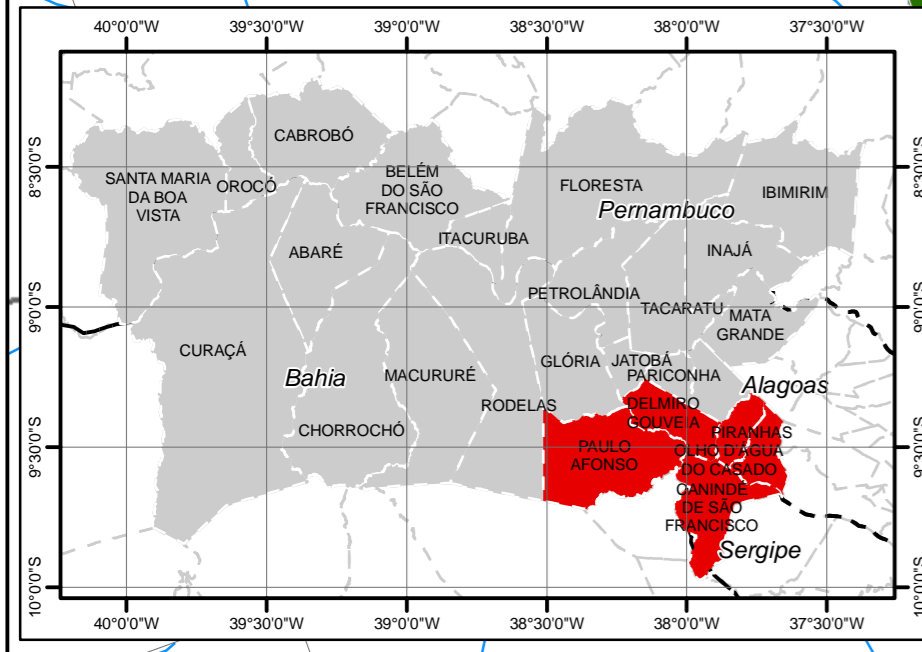 40°0'0"W 39°30'0"W 39°0'0"W 38°30'0"W 38°0'0"W 37°30'0"W
8°30'0"S
8°30'0"S
9°0'0"S
9°0'0"S
9°30'0"S
9°30'0"S
10°0'0"S
10°0'0"S
CABROBÓ
SANTA MARIA
DA BOA
VISTA
OROCÓ
BELÉM
DO SÃO
FRANCISCO
FLORESTA
IBIMIRIM
Pernambuco
ITACURUBA
ABARÉ
INAJÁ
PETROLÂNDIA
TACARATU
MATA
GRANDE
CURAÇÁ
GLÓRIA
JATOBÁ
PARICONHA
Bahia
MACURURÉ
Alagoas
RODELAS
DELMIRO
GOUVEIA
CHORROCHÓ
PIRANHAS
PAULO
AFONSO
OLHO D'AGUA
DO CASADO
CANINDÉ
DE SÃO
FRANCISCO
Sergipe
40°0'0"W 39°30'0"W 39°0'0"W 38°30'0"W 38°0'0"W 37°30'0"W